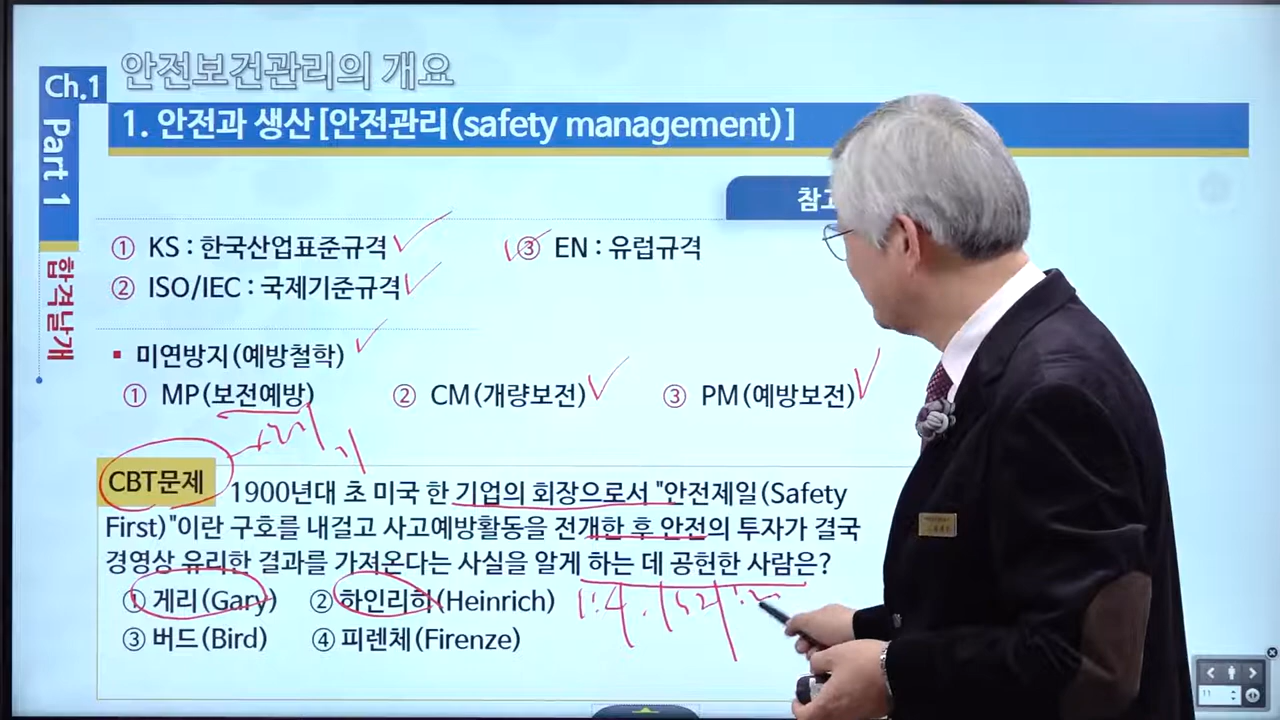 안전보건관리의 개요
Ch.1
Part 1
합격날개
1. 안전과 생산 [안전관리(safety management)]
참고
① KS : 한국산업표준규격
③ EN : 유럽규격
② ISO/IEC : 국제기준규격
▪ 미연방지(예방철학)
① MP(보전예방) ② CM(개량보전) ③ PM(예방보전)
CBT문제
1900년대 초 미국 한 기업의 회장으로서 "안전제일(Safety
First)"이란 구호를 내걸고 사고예방활동을 전개한 후 안전의 투자가 결국
경영상 유리한 결과를 가져온다는 사실을 알게 하는 데 공헌한 사람은?
① 게리(Gary) ② 하인리히(Heinrich)
③ 버드(Bird) ④ 피렌체(Firenze)
11